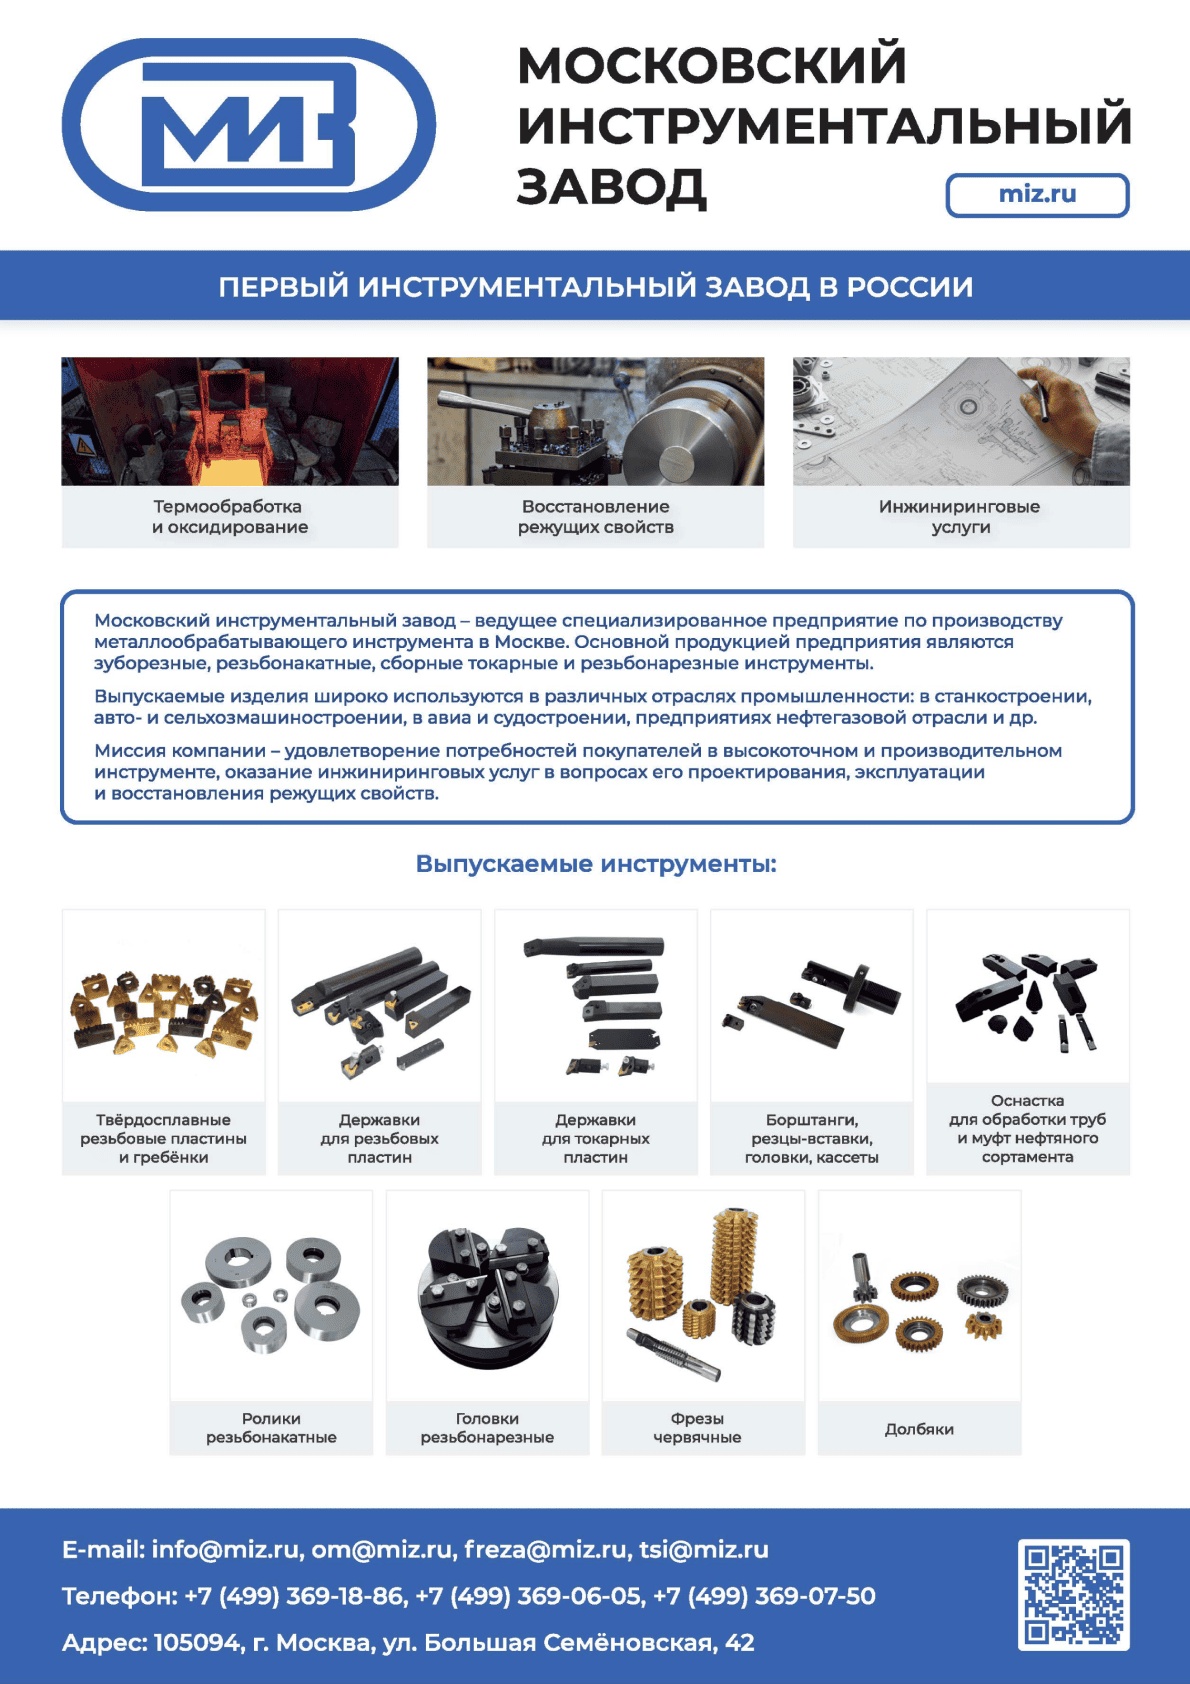 МИЗ
МОСКОВСКИЙ
ИНСТРУМЕНТАЛЬНЫЙ
ЗАВОД
miz.ru
ПЕРВЫЙ ИНСТРУМЕНТАЛЬНЫЙ ЗАВОД В РОССИИ
Термообработка
и оксидирование
Восстановление
режущих свойств
Инжиниринговые
услуги
Московский инструментальный завод – ведущее специализированное предприятие по производству
металлообрабатывающего инструмента в Москве. Основной продукцией предприятия являются
зуборезные, резьбонакатные, сборные токарные и резьбонарезные инструменты.
Выпускаемые изделия широко используются в различных отраслях промышленности: в станкостроении,
авто- и сельхозмашиностроении, в авиа и судостроении, предприятиях нефтегазовой отрасли и др.
Миссия компании – удовлетворение потребностей покупателей в высокоточном и производительном
инструменте, оказание инжиниринговых услуг в вопросах его проектирования, эксплуатации
и восстановления режущих свойств.
Выпускаемые инструменты:
Твёрдосплавные
резьбовые пластины
и гребёнки
Державки
для резьбовых
пластин
Державки
для токарных
пластин
Борштанги,
резцы-вставки,
головки, кассеты
Оснастка
для обработки труб
и муфт нефтяного
сортамента
Ролики
резьбонакатные
Головки
резьбонарезные
Фрезы
червячные
Долбяки
E-mail: info@miz.ru, om@miz.ru, freza@miz.ru, tsi@miz.ru
Телефон: +7 (499) 369-18-86, +7 (499) 369-06-05, +7 (499) 369-07-50
Адрес: 105094, г. Москва, ул. Большая Семёновская, 42